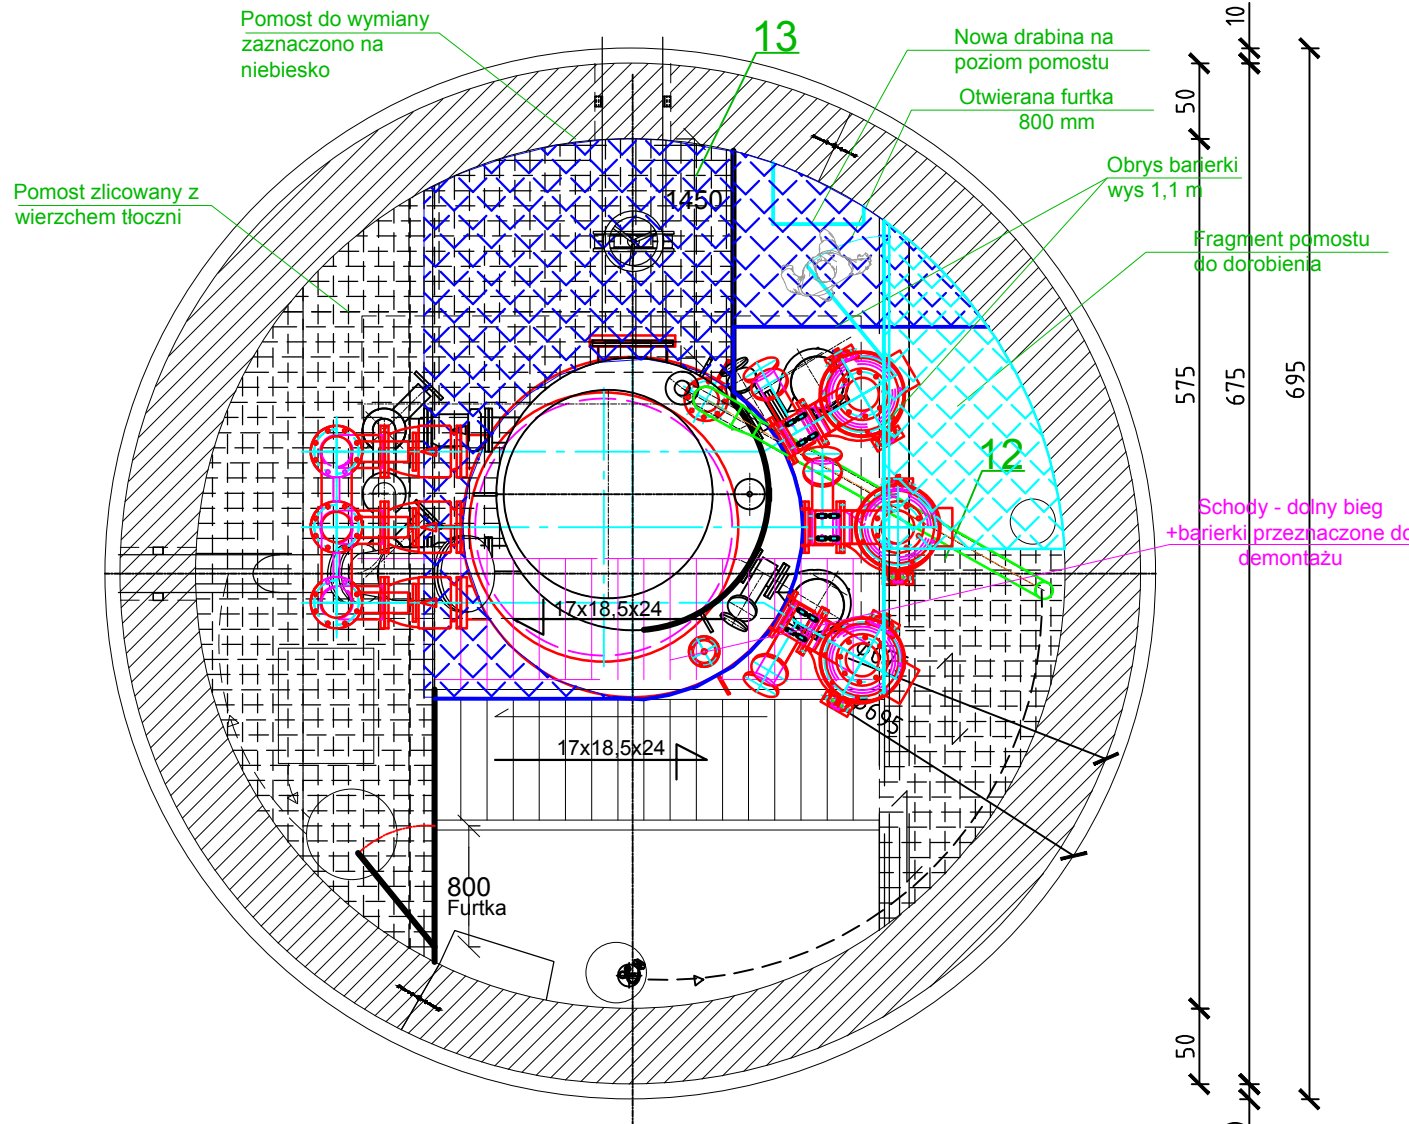 Pomost do wymiany
zaznaczono na
niebiesko
13
Nowa drabina na
poziom pomostu
Otwierana furtka
800 mm
Obrys barierki
wys 1,1 m
Pomost zlicowany z
wierzchem tłoczni
1450
Fragment pomostu
do dorobienia
12
Schody - dolny bieg
+barierki przeznaczone do
demontażu
17x18,5x24
17x18,5x24
695
800
Furtka
10
50
575
675
695
50